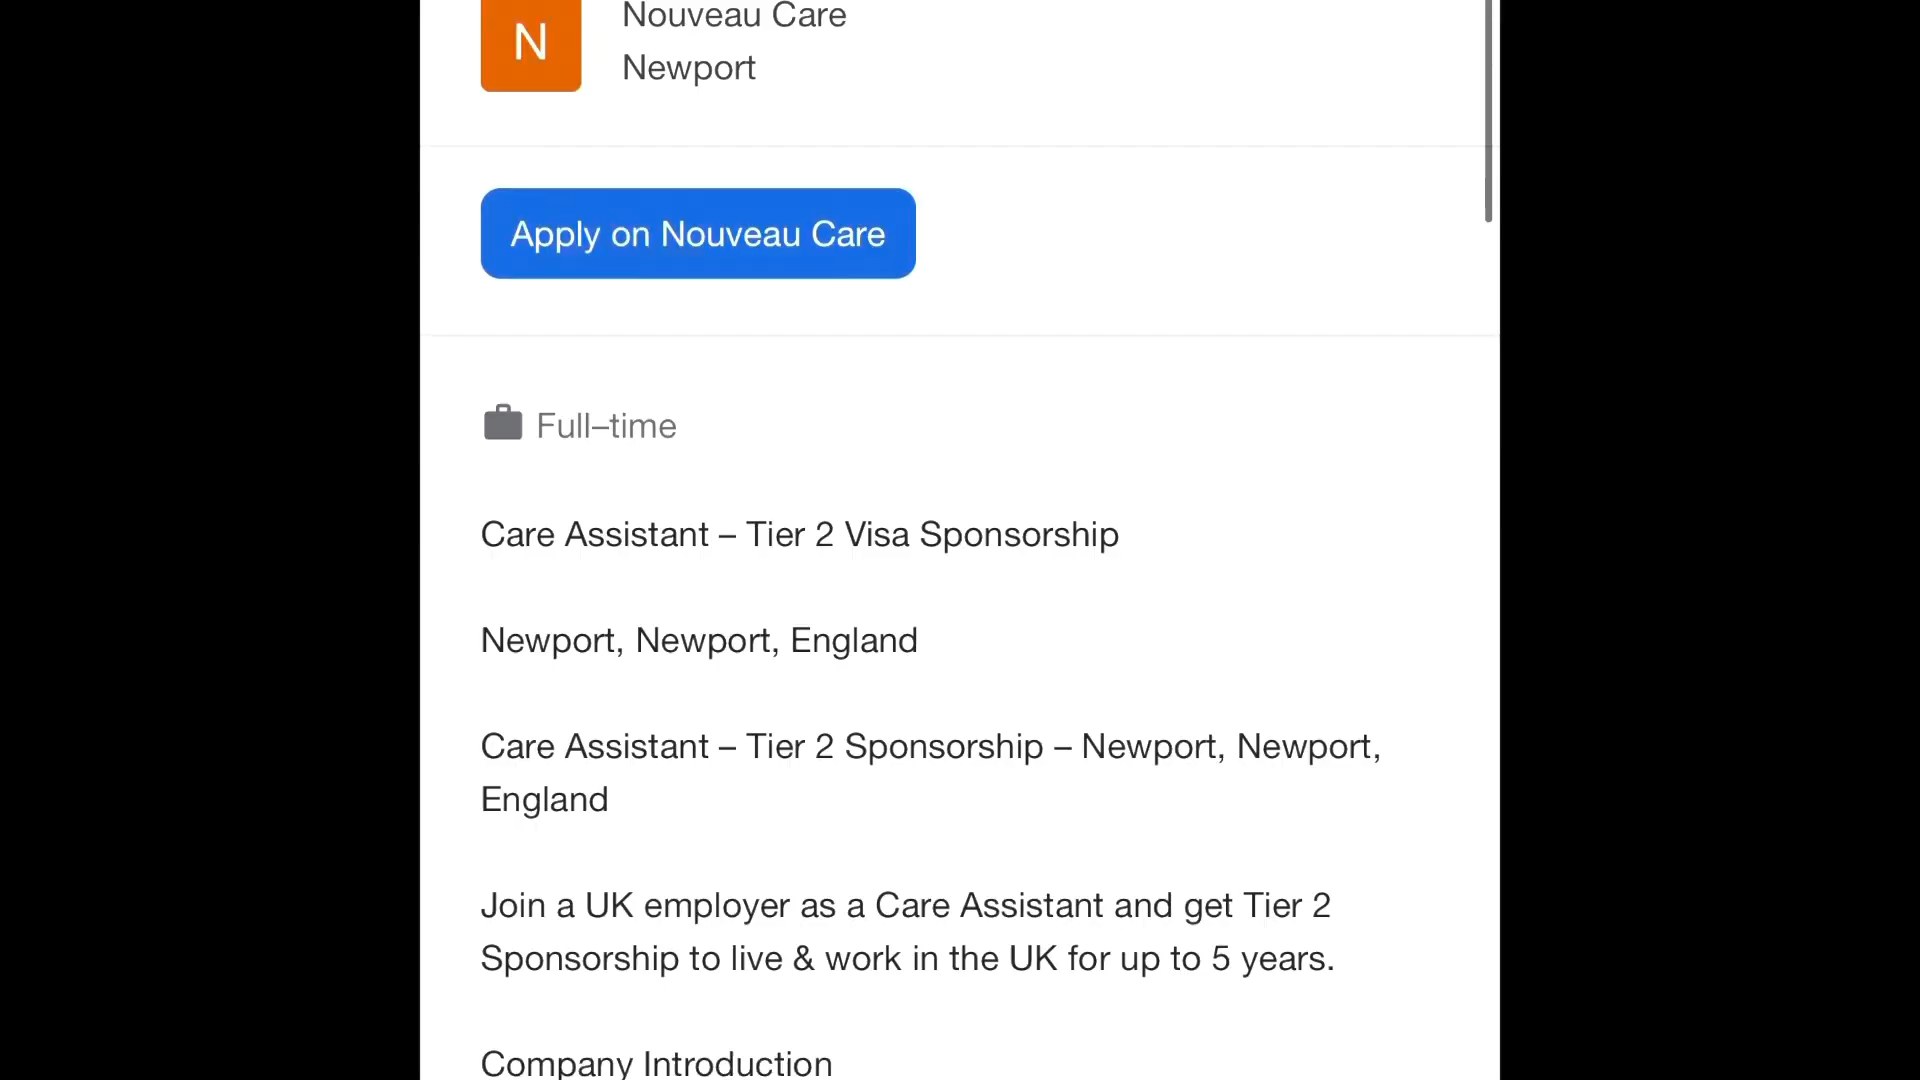 N
Nouveau Care
Newport
Apply on Nouveau Care
Full–time
Care Assistant – Tier 2 Visa Sponsorship
Newport, Newport, England
Care Assistant – Tier 2 Sponsorship – Newport, Newport,
England
Join a UK employer as a Care Assistant and get Tier 2
Sponsorship to live & work in the UK for up to 5 years.
Company Introduction